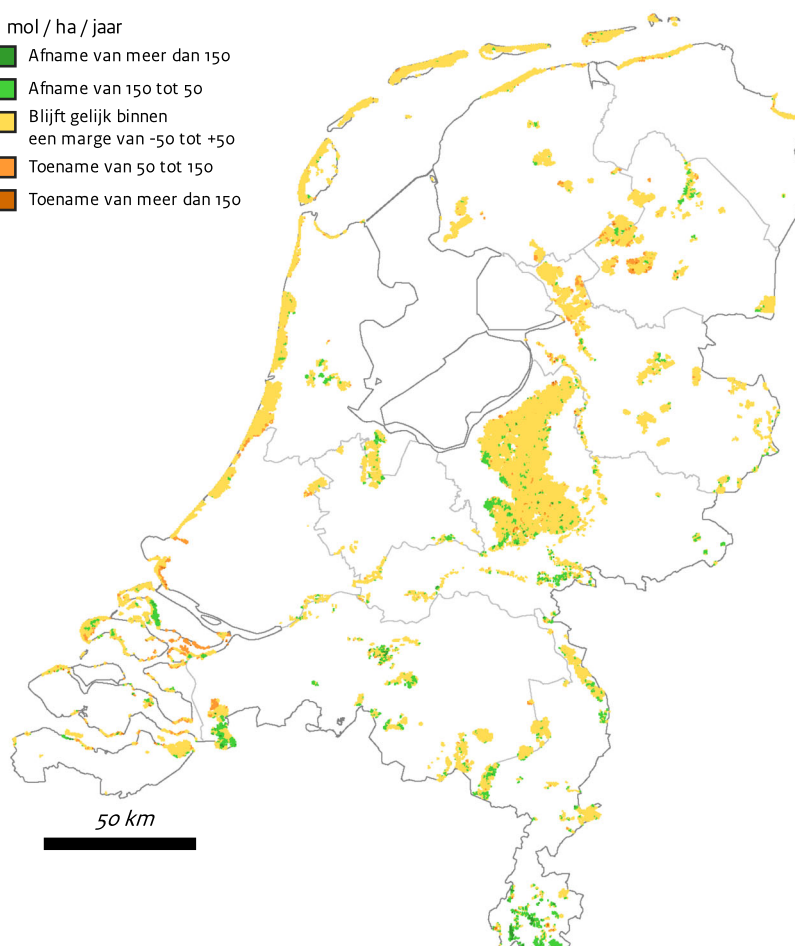 mol / ha / jaar
Afname van meer dan 150
Afname van 150 tot 50
Blijft gelijk binnen
een marge van -50 tot +50
Toename van 50 tot 150
Toename van meer dan 150
50 km